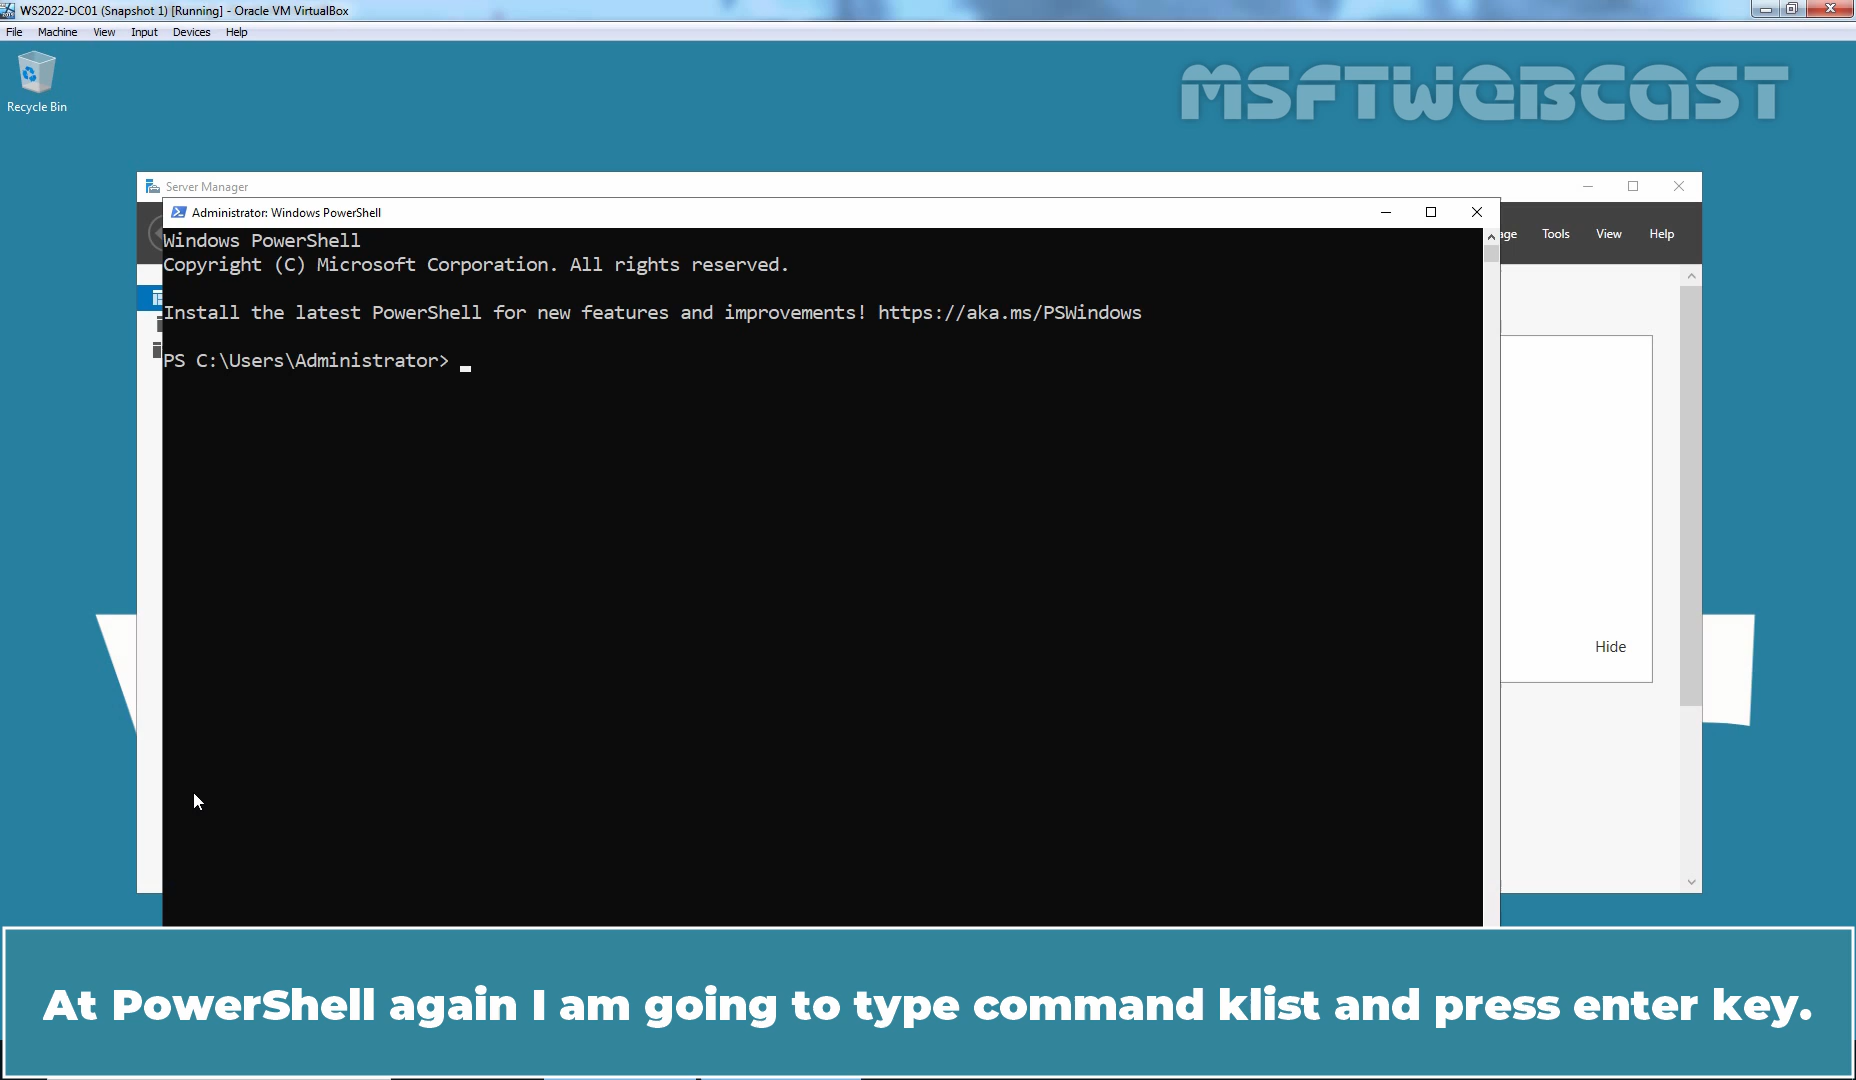 WS2022-DC01 (Snapshot 1) [Running] - Oracle VM VirtualBox
File Machine View Input Devices Help
Recycle Bin
MSFTWEBCAST
Server Manager
Administrator: Windows PowerShell
Tools View Help
Windows PowerShell
Copyright (C) Microsoft Corporation. All rights reserved.
Install the latest PowerShell for new features and improvements! https://aka.ms/PSWindows
PS C:\Users\Administrator>
Hide
At PowerShell again I am going to type command klist and press enter key.